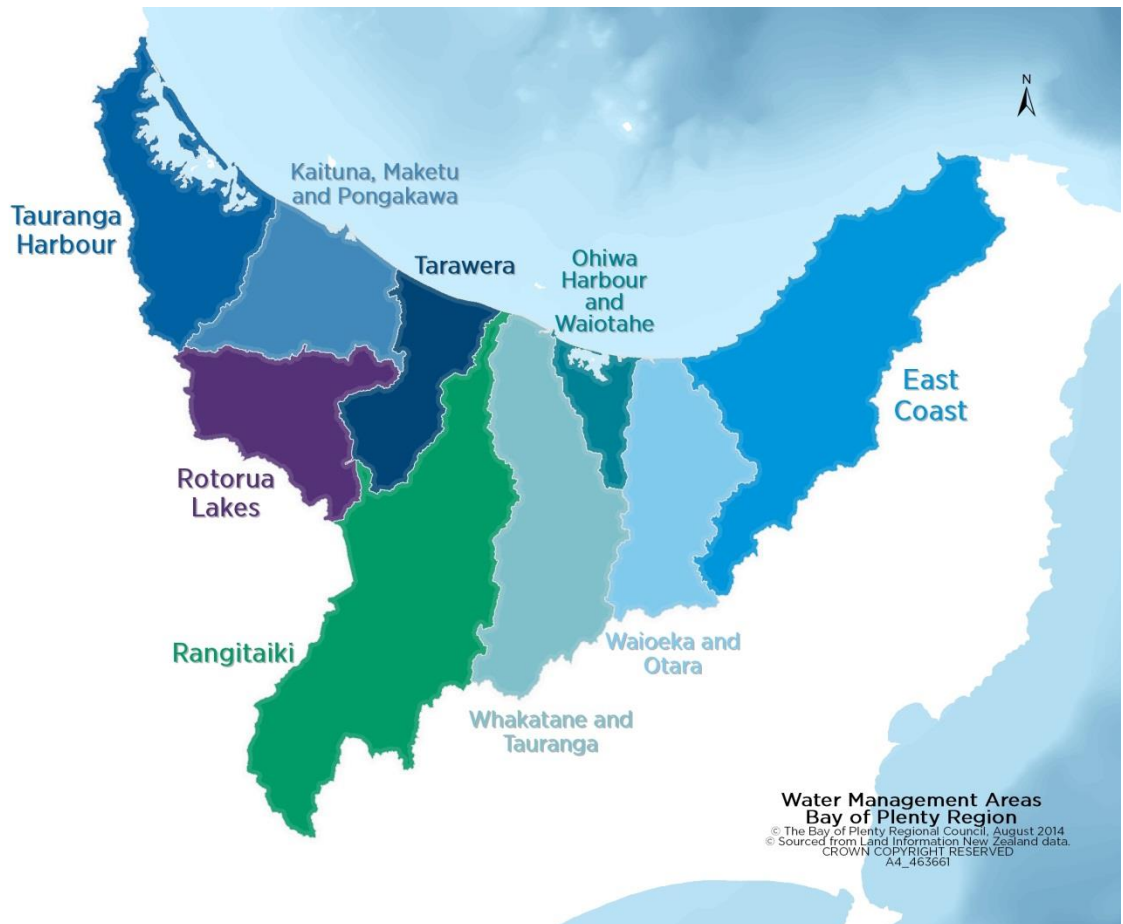 N
Kaituna, Maketu
and Pongakawa
Tauranga
Harbour
Tarawera
Ohiwa
Harbour
and
Waiotahe
East
Coast
Rotorua
Lakes
Rangitaiki
Waioeka and
Otara
Whakatane and
Tauranga
Water Management Areas
Bay of Plenty Region
© The Bay of Plenty Regional Council, August 2014
© Sourced from Land Information New Zealand data.
CROWN COPYRIGHT RESERVED
A4_463661